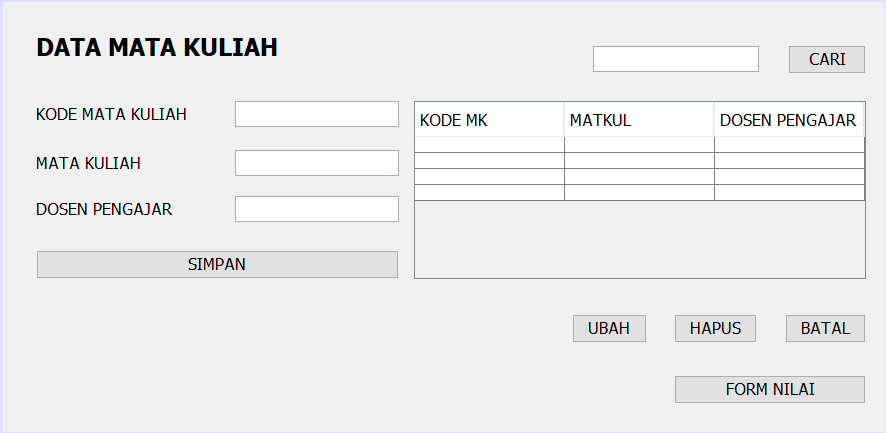 DATA MATA KULIAH
CARI
KODE MATA KULIAH
MATA KULIAH
DOSEN PENGAJAR
SIMPAN
KODE MK MATKUL DOSEN PENGAJAR
UBAH HAPUS BATAL
FORM NILAI